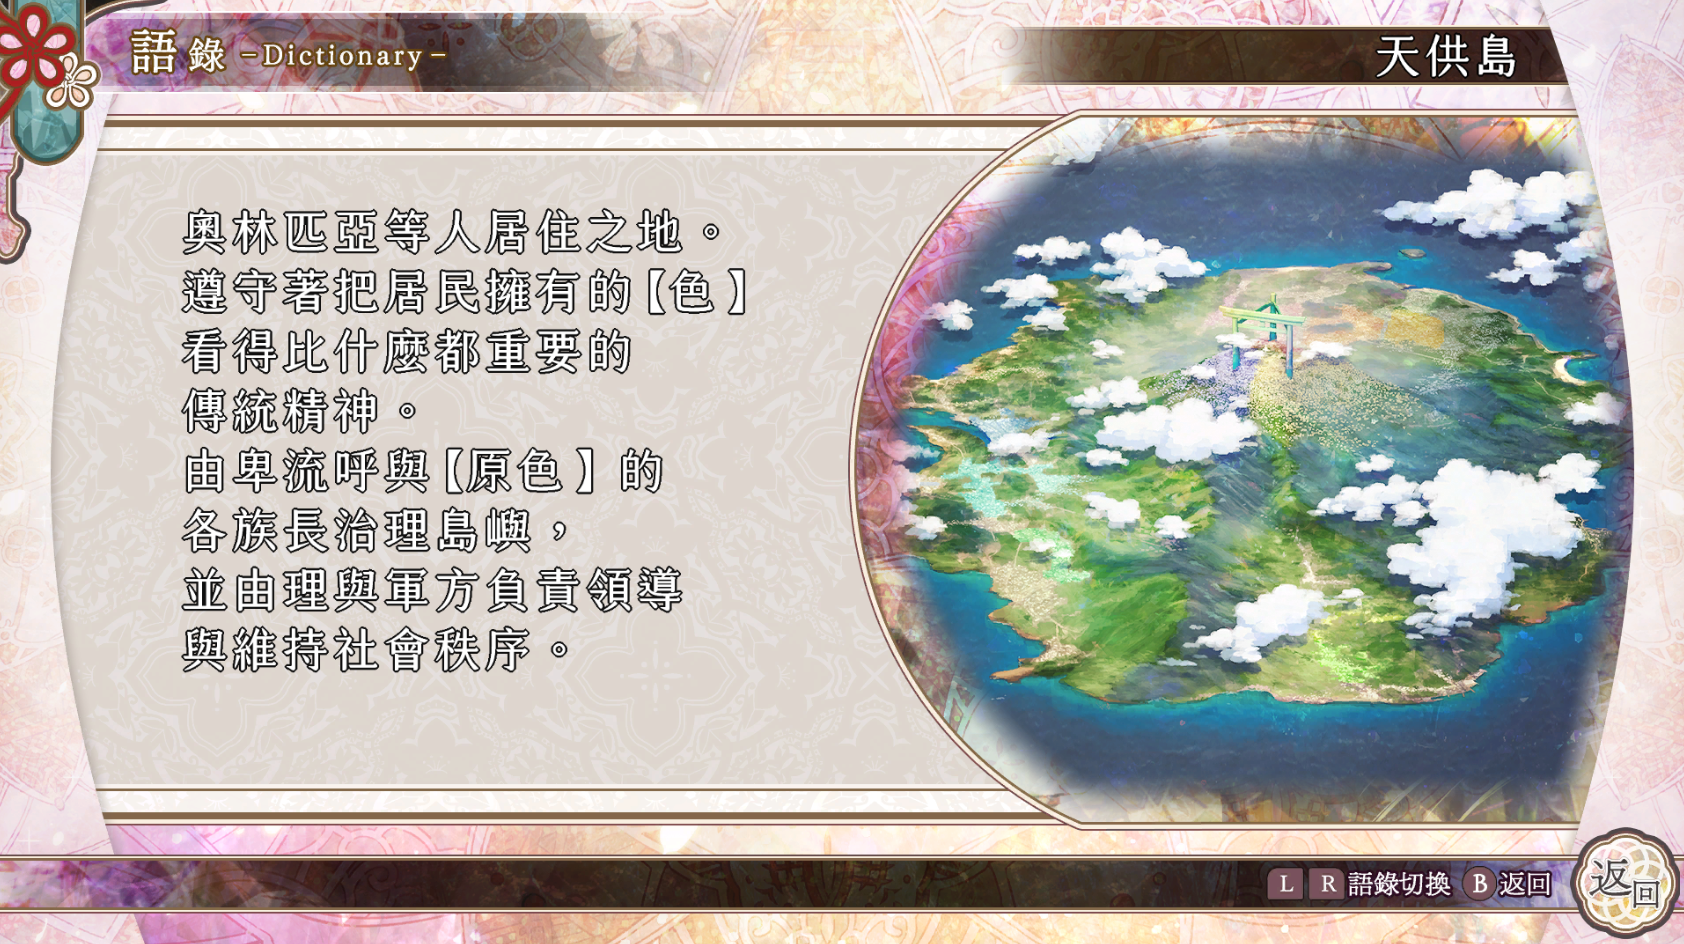 語錄 -Dictionary-
天供島
奧林匹亞等人居住之地。
遵守著把居民擁有的【色】
看得比什麼都重要的
傳統精神。
由卑流呼與【原色】的
各族長治理島嶼，
並由理與軍方負責領導
與維持社會秩序。
L R 語錄切換 B 返回
返回